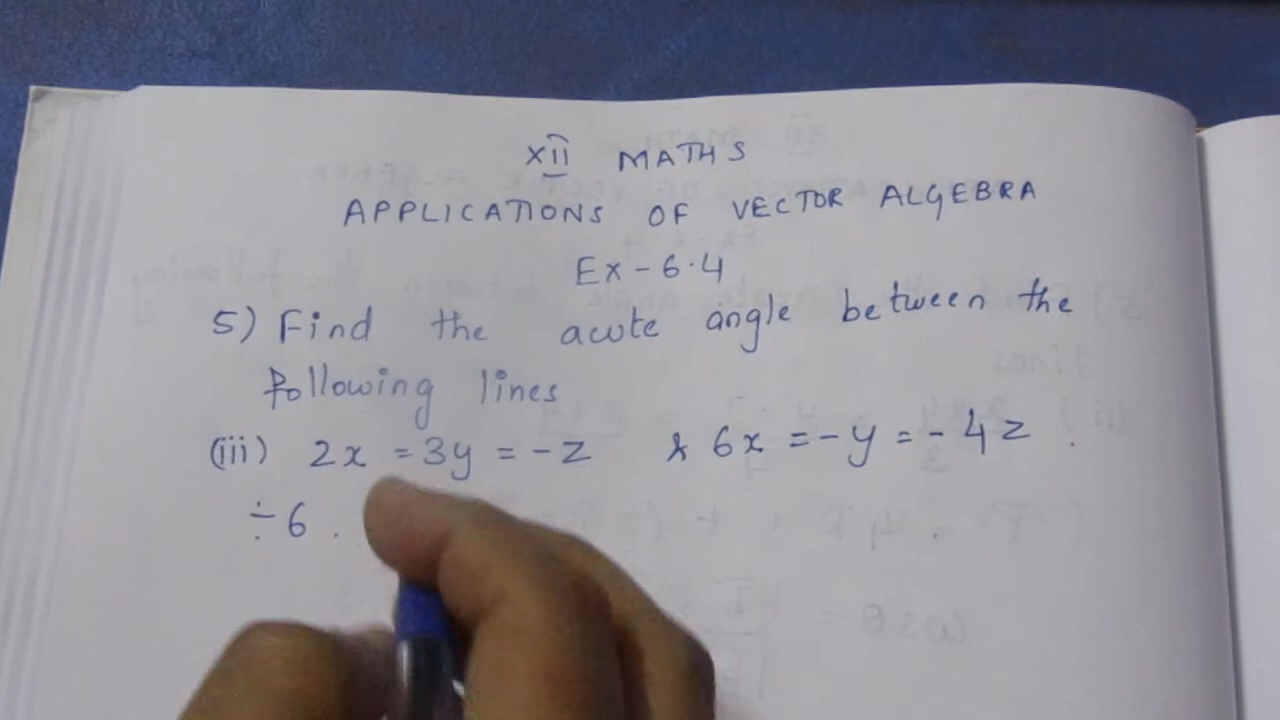 XII MATHS
APPLICATIONS OF VECTOR ALGEBRA
Ex - 6.4
5) Find the acute angle between the
following lines
(iii) 2x = 3y = -z & 6x = -y = -4z .
÷6 .